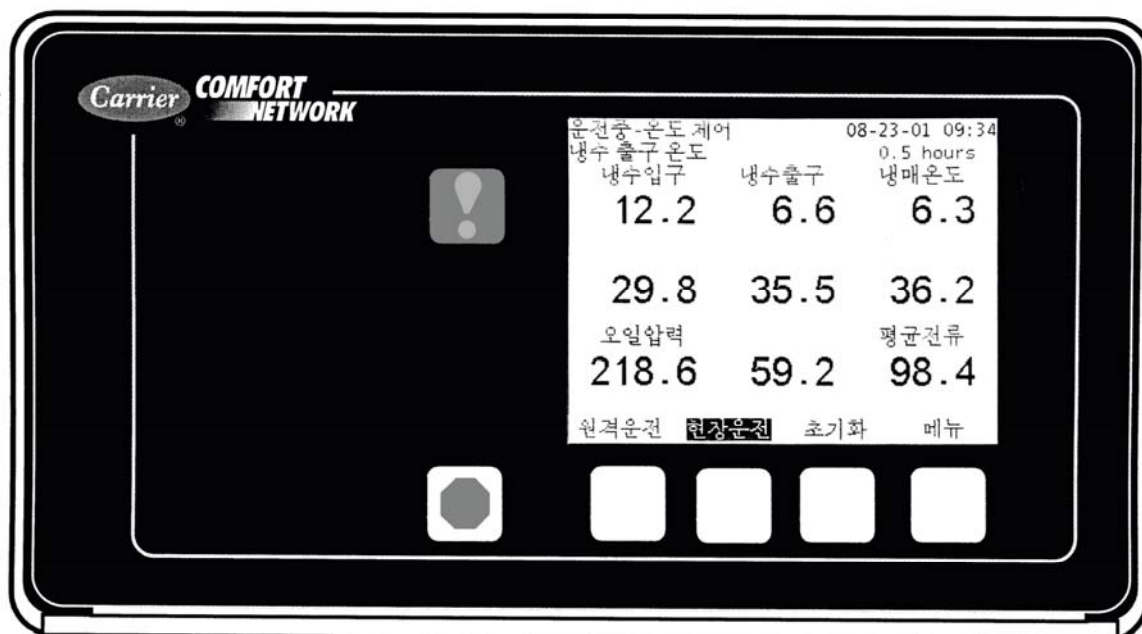 Carrier
®
COMFORT
NETWORK
운전중-온도 제어 08-23-01 09:34
냉수 출구 온도 0.5 hours
냉수입구 냉수출구 냉매온도
12.2 6.6 6.3
29.8 35.5 36.2
오일압력 평균전류
218.6 59.2 98.4
원격운전 현장운전 초기화 메뉴